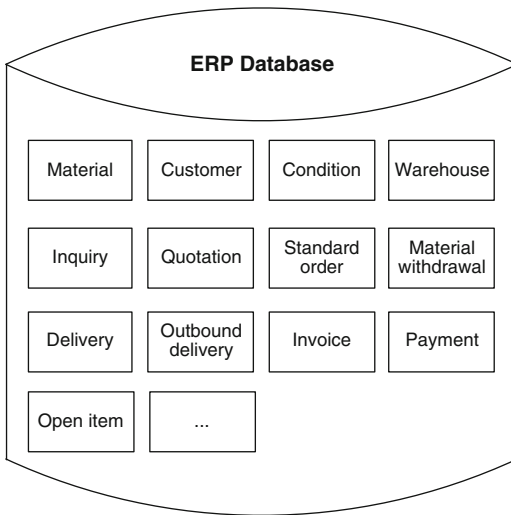 ERP Database
Material
Customer
Condition
Warehouse
Inquiry
Quotation
Standard
order
Material
withdrawal
Delivery
Outbound
delivery
Invoice
Payment
Open item
...